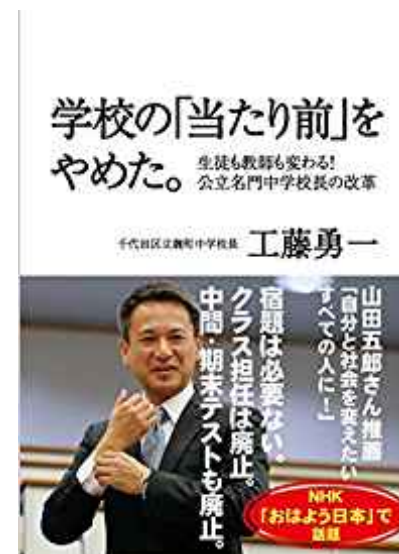 学校の「当たり前」を
やめた。
生徒も教師も変わる!
公立名門中学校長の改革
千代田区立麹町中学校長 工藤勇一
山田五郎さん推薦
「自分と社会を変えたい
すべての人に!」
宿題は必要ない。
クラス担任は廃止。
中間・期末テストも廃止。
NHK
「おはよう日本」で
話題